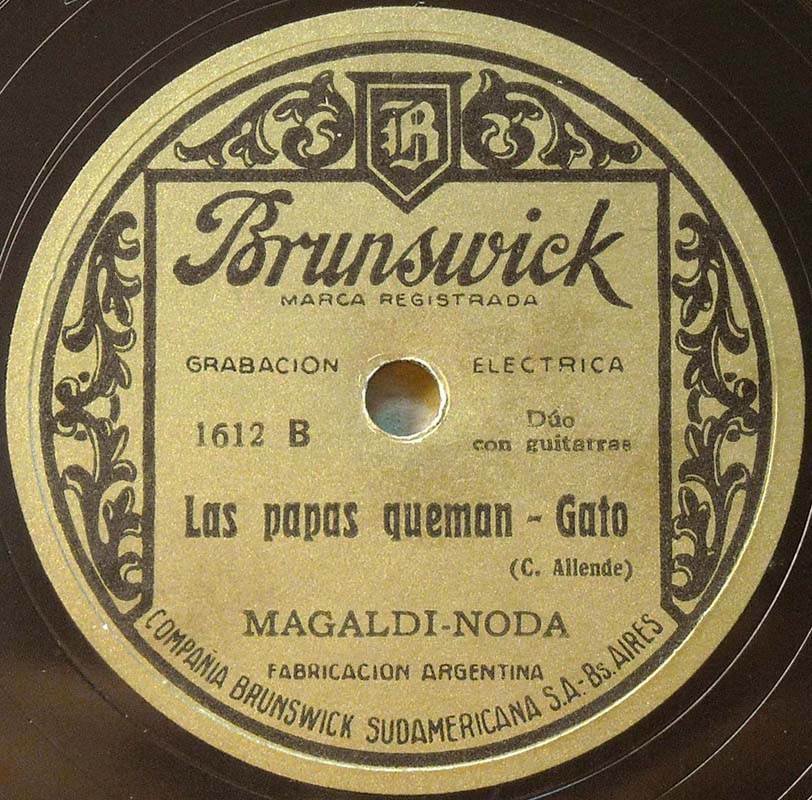 B
Brunswick
MARCA REGISTRADA
GRABACION ELECTRICA
1612 B
Dúo
con guitarras
Las papas queman - Gato
(C. Allende)
MAGALDI-NODA
FABRICACION ARGENTINA
COMPAÑIA BRUNSWICK SUDAMERICANA S.A.-Bs. AIRES